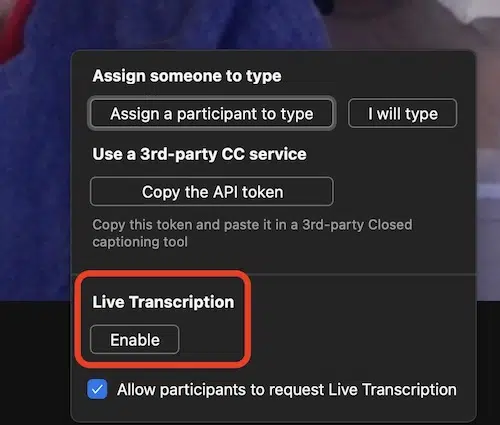 Assign someone to type
Assign a participant to type
I will type
Use a 3rd-party CC service
Copy the API token
Copy this token and paste it in a 3rd-party Closed
captioning tool
Live Transcription
Enable
Allow participants to request Live Transcription